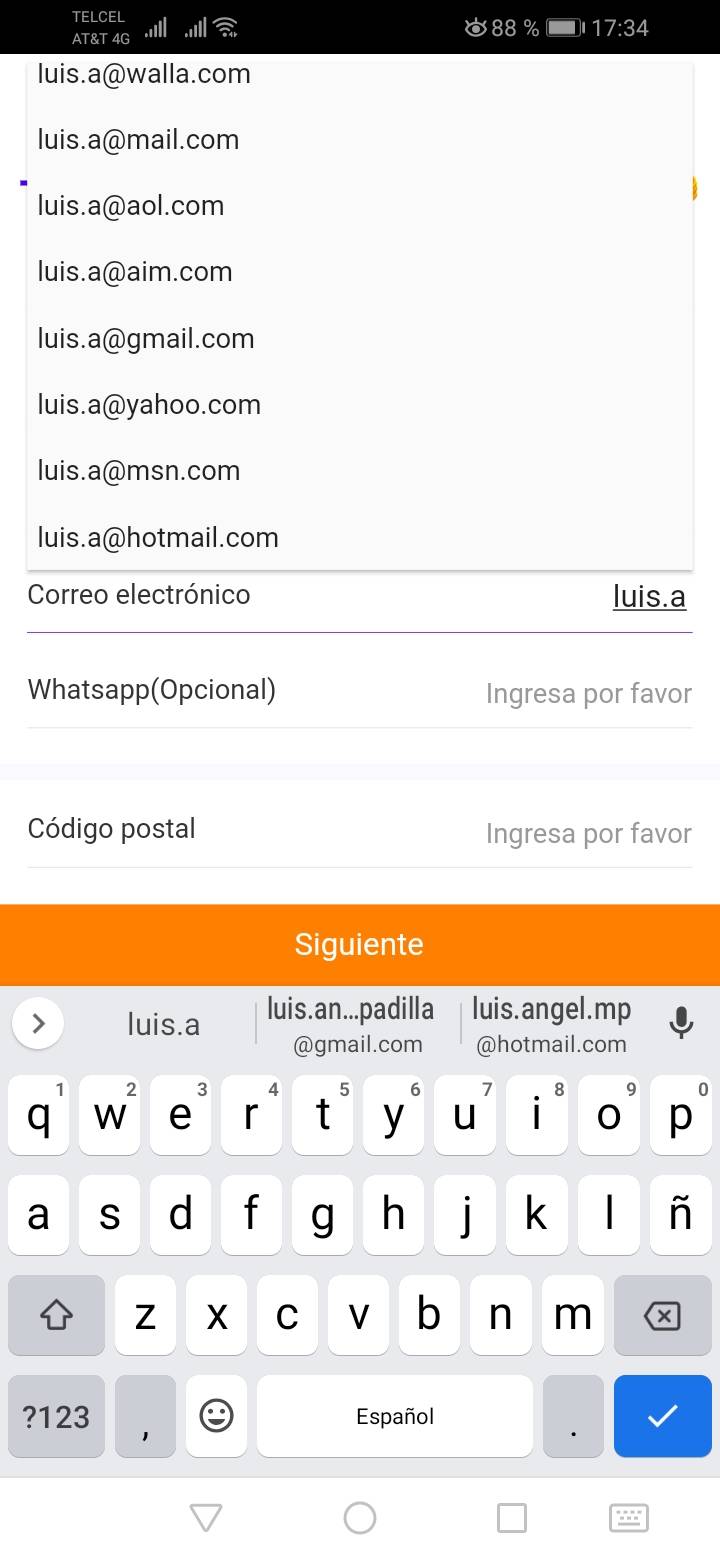 TELCEL
AT&T 4G
88 % 17:34
luis.a@walla.com
luis.a@mail.com
luis.a@aol.com
luis.a@aim.com
luis.a@gmail.com
luis.a@yahoo.com
luis.a@msn.com
luis.a@hotmail.com
Correo electrónico luis.a
Whatsapp(Opcional) Ingresa por favor
Código postal Ingresa por favor
Siguiente
luis.a luis.an...padilla @gmail.com luis.angel.mp @hotmail.com
1 2 3 4 5 6 7 8 9 0
q w e r t y u i o p
a s d f g h j k l ñ
z x c v b n m
?123 , Español .